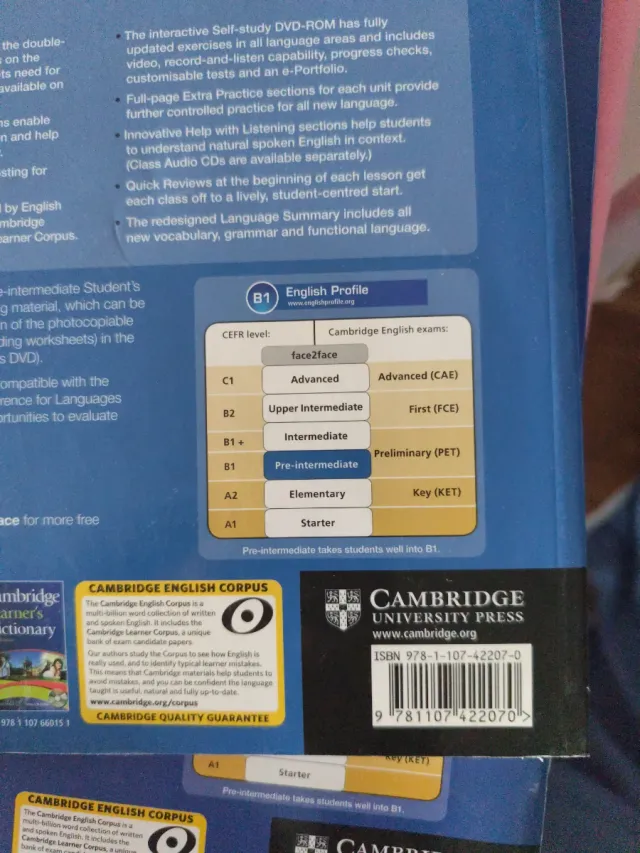 the double-
s on the
ts need for
available on
ns enable
n and help
sting for
d by English
mbridge
earner Corpus.
• The interactive Self-study DVD-ROM has fully
updated exercises in all language areas and includes
video, record-and-listen capability, progress checks,
customisable tests and an e-Portfolio.
• Full-page Extra Practice sections for each unit provide
further controlled practice for all new language.
• Innovative Help with Listening sections help students
to understand natural spoken English in context.
(Class Audio CDs are available separately.)
• Quick Reviews at the beginning of each lesson get
each class off to a lively, student-centred start.
• The redesigned Language Summary includes all
new vocabulary, grammar and functional language.
e-intermediate Student's
g material, which can be
n of the photocopiable
ding worksheets) in the
s DVD).
ompatible with the
rence for Languages
ortunities to evaluate
ace for more free
B1 English Profile
www.englishprofile.org
CEFR level: Cambridge English exams:
face2face
C1 Advanced Advanced (CAE)
B2 Upper Intermediate First (FCE)
B1 + Intermediate
Preliminary (PET)
B1 Pre-intermediate
A2 Elementary Key (KET)
A1 Starter
Pre-intermediate takes students well into B1.
mbridge
arner's
ictionary
978 1 107 66015 1
CAMBRIDGE ENGLISH CORPUS
The Cambridge English Corpus is a
multi-billion word collection of written
and spoken English. It includes the
Cambridge Learner Corpus, a unique
bank of exam candidate papers.
Our authors study the Corpus to see how English is
really used, and to identify typical learner mistakes.
This means that Cambridge materials help students to
avoid mistakes, and you can be confident the language
taught is useful, natural and fully up-to-date.
www.cambridge.org/corpus
CAMBRIDGE QUALITY GUARANTEE
CAMBRIDGE
UNIVERSITY PRESS
www.cambridge.org
ISBN 978-1-107-42207-0
9 781107 422070 >
Key (KET)
A1 Starter
Pre-intermediate takes students well into B1.
CAMBRIDGE ENGLISH CORPUS
The Cambridge English Corpus is a
multi-billion word collection of written
and spoken English. It includes the
Cambridge Learner Corpus, a unique
bank of exam candidate
CAMBR